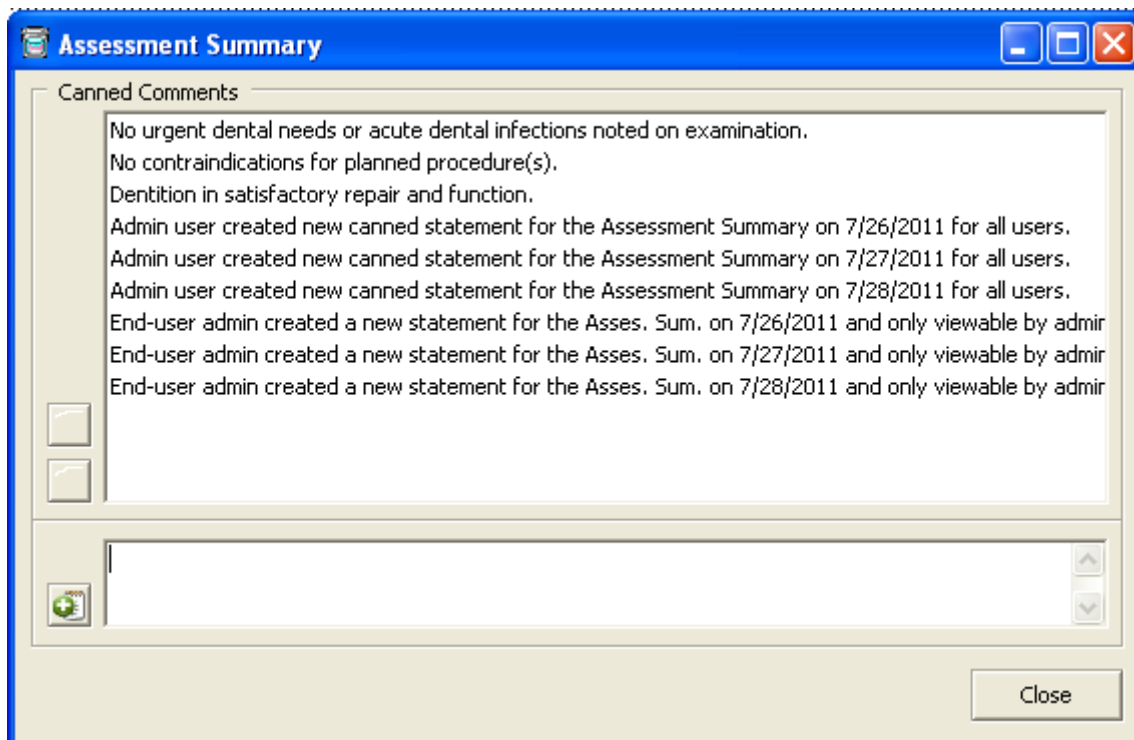 Assessment Summary
Canned Comments
No urgent dental needs or acute dental infections noted on examination.
No contraindications for planned procedure(s).
Dentition in satisfactory repair and function.
Admin user created new canned statement for the Assessment Summary on 7/26/2011 for all users.
Admin user created new canned statement for the Assessment Summary on 7/27/2011 for all users.
Admin user created new canned statement for the Assessment Summary on 7/28/2011 for all users.
End-user admin created a new statement for the Asses. Sum. on 7/26/2011 and only viewable by admin
End-user admin created a new statement for the Asses. Sum. on 7/27/2011 and only viewable by admin
End-user admin created a new statement for the Asses. Sum. on 7/28/2011 and only viewable by admin
Close